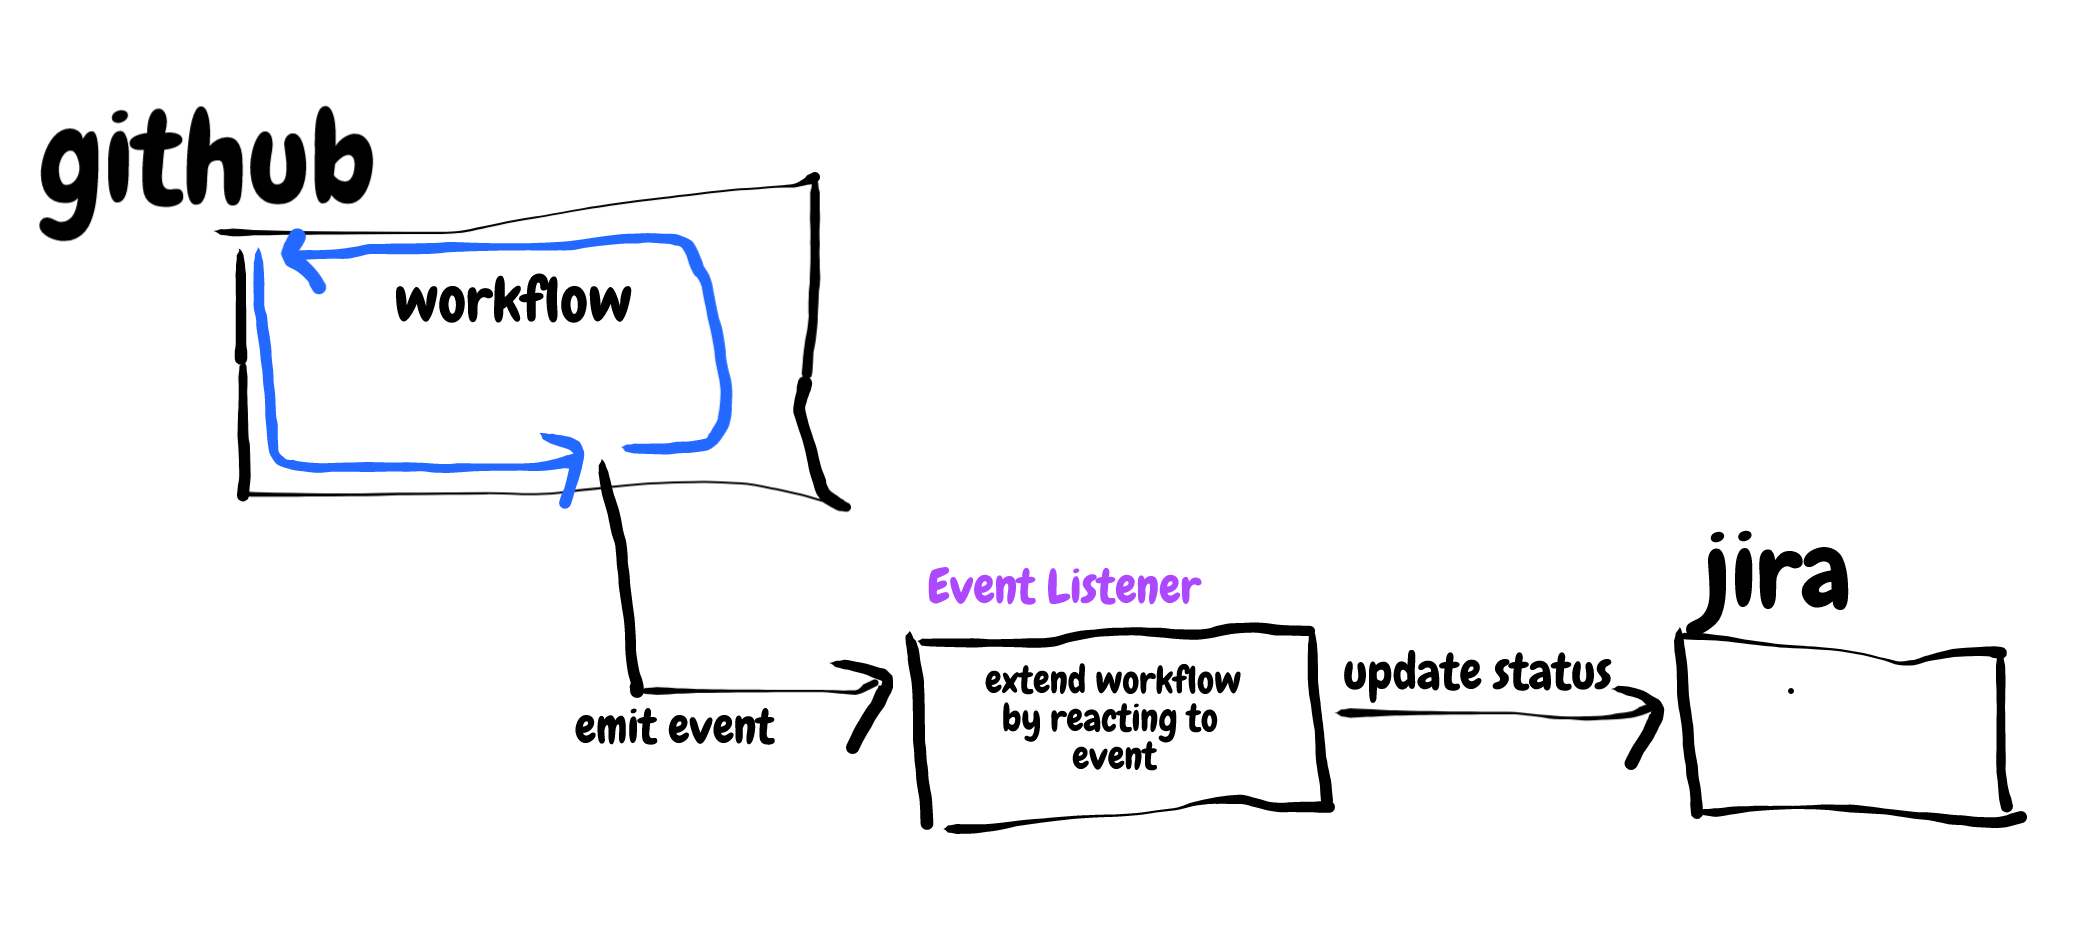 github
workflow
Event Listener
jira
extend workflow
by reacting to
event
update status
emit event